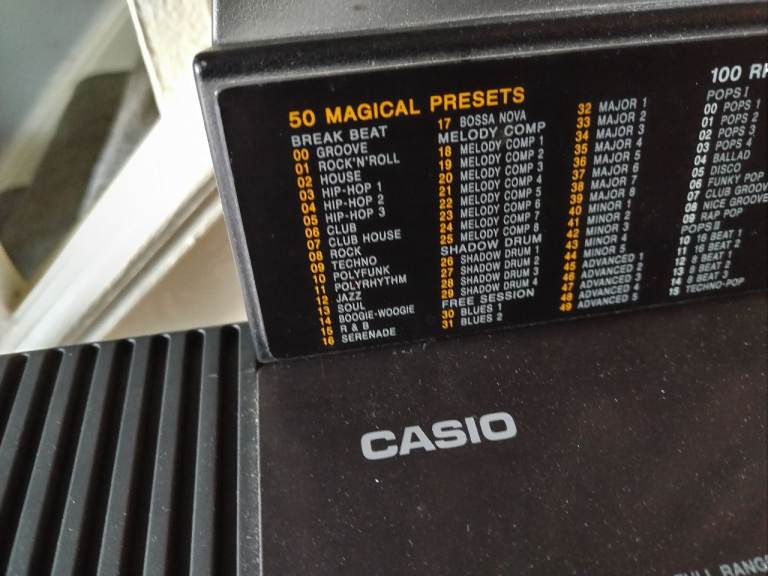 50 MAGICAL PRESETS
BREAK BEAT
00 GROOVE
01 ROCK'N'ROLL
02 HOUSE
03 HIP-HOP 1
04 HIP-HOP 2
05 HIP-HOP 3
06 CLUB
07 CLUB HOUSE
08 ROCK
09 TECHNO
10 POLYFUNK
11 POLYRHYTHM
12 JAZZ
13 SOUL
14 BOOGIE-WOOGIE
15 R & B
16 SERENADE
17 BOSSA NOVA
MELODY COMP
18 MELODY COMP 1
19 MELODY COMP 2
20 MELODY COMP 3
21 MELODY COMP 4
22 MELODY COMP 5
23 MELODY COMP 6
24 MELODY COMP 7
25 MELODY COMP 8
SHADOW DRUM
26 SHADOW DRUM 1
27 SHADOW DRUM 2
28 SHADOW DRUM 3
29 SHADOW DRUM 4
FREE SESSION
30 BLUES 1
31 BLUES 2
32 MAJOR 1
33 MAJOR 2
34 MAJOR 3
35 MAJOR 4
36 MAJOR 5
37 MAJOR 6
38 MAJOR 7
39 MAJOR 8
40 MINOR 1
41 MINOR 2
42 MINOR 3
43 MINOR 4
44 MINOR 5
45 ADVANCED 1
46 ADVANCED 2
47 ADVANCED 3
48 ADVANCED 4
49 ADVANCED 5
100 RH
POPS I
00 POPS 1
01 POPS 2
02 POPS 3
03 POPS 4
04 BALLAD
05 DISCO
06 FUNKY POP
07 CLUB GROOV
08 NICE GROOVE
09 RAP POP
POPS II
10 16 BEAT 1
11 16 BEAT 2
12 8 BEAT 1
13 8 BEAT 2
14 8 BEAT 3
15 TECHNO-POP
CASIO
FULL RANGE